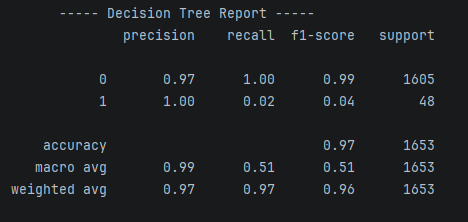 ----- Decision Tree Report -----
precision recall f1-score support
0 0.97 1.00 0.99 1605
1 1.00 0.02 0.04 48
accuracy 0.97 1653
macro avg 0.99 0.51 0.51 1653
weighted avg 0.97 0.97 0.96 1653